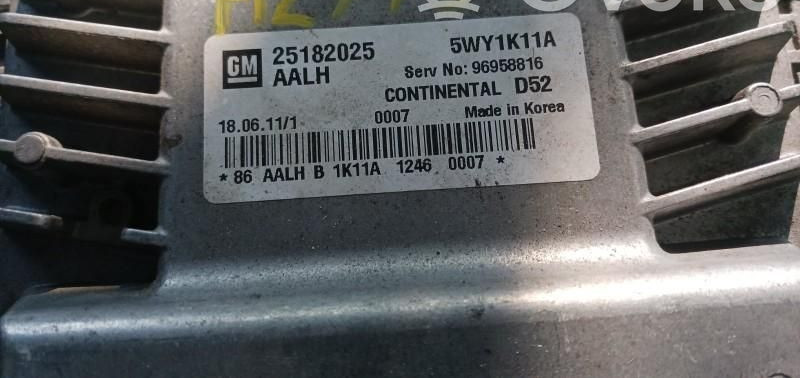 GM 25182025 5WY1K11A
AALH Serv No: 96958816
CONTINENTAL D52
18.06.11/1 0007 Made in Korea
* 86 AALH B 1K11A 1246 0007 *